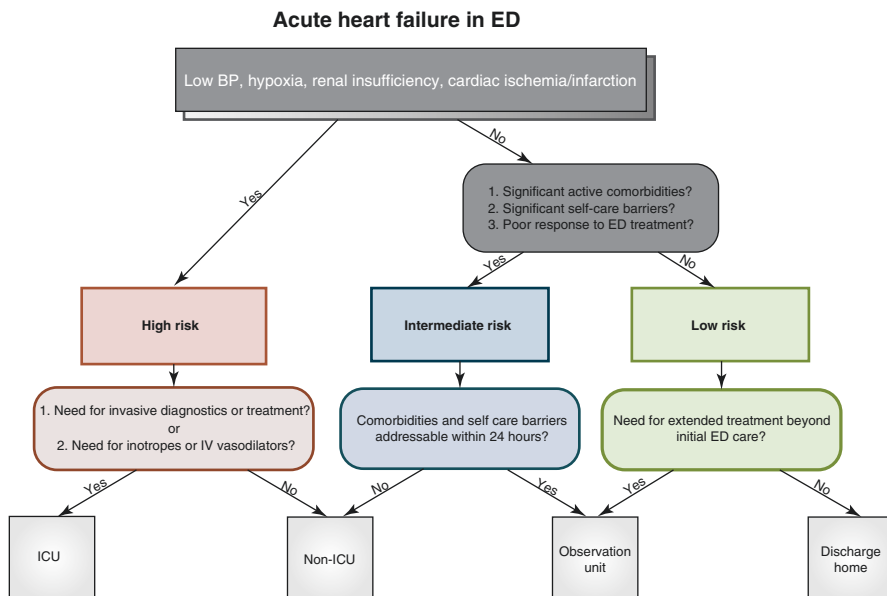 Acute heart failure in ED
Low BP, hypoxia, renal insufficiency, cardiac ischemia/infarction
Yes
No
1. Significant active comorbidities?
2. Significant self-care barriers?
3. Poor response to ED treatment?
Yes
No
High risk
Intermediate risk
Low risk
1. Need for invasive diagnostics or treatment?
or
2. Need for inotropes or IV vasodilators?
Comorbidities and self care barriers
addressable within 24 hours?
Need for extended treatment beyond
initial ED care?
Yes
No
No
Yes
Yes
No
ICU
Non-ICU
Observation
unit
Discharge
home